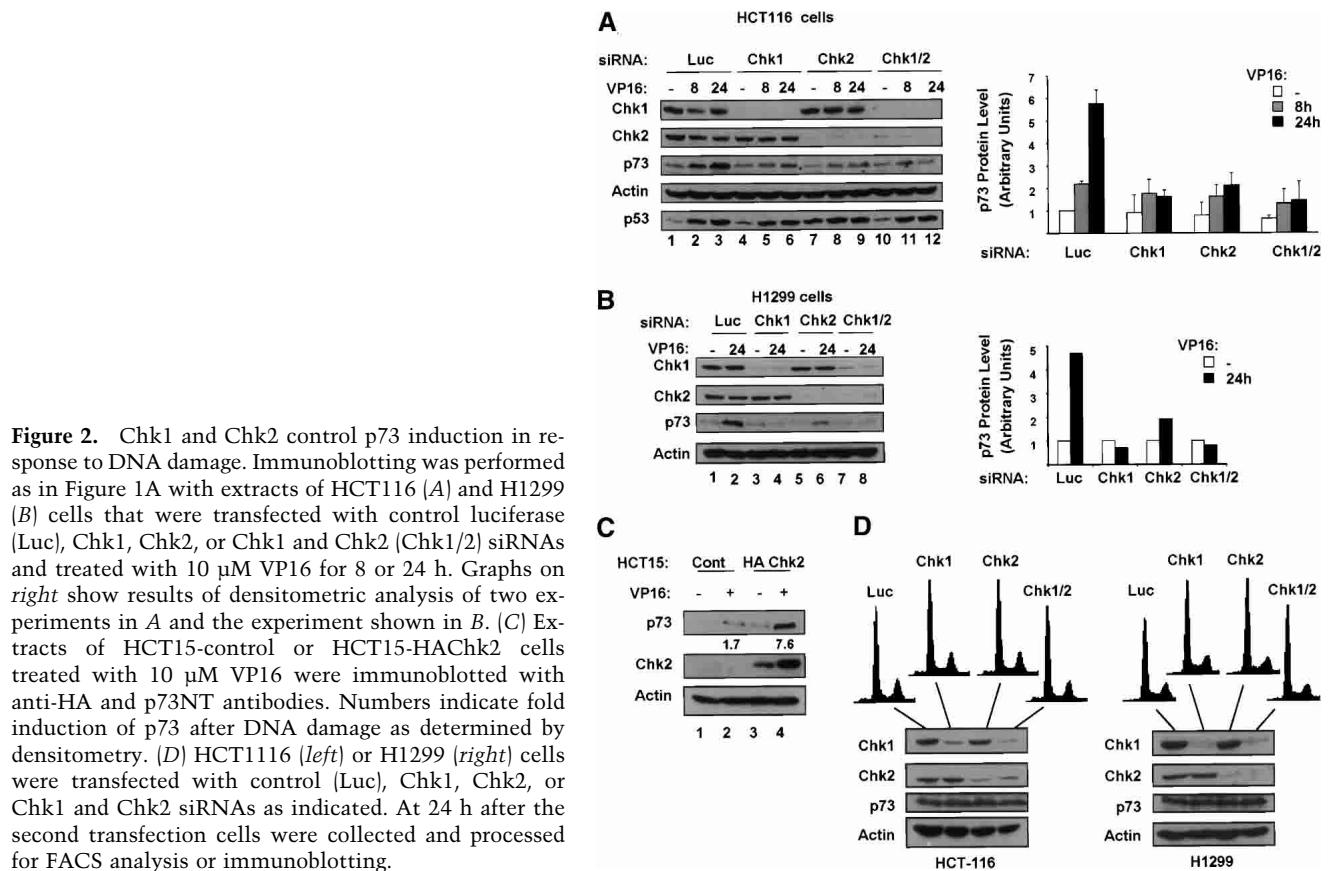 Figure 2. Chk1 and Chk2 control p73 induction in re-
sponse to DNA damage. Immunoblotting was performed
as in Figure 1A with extracts of HCT116 (A) and H1299
(B) cells that were transfected with control luciferase
(Luc), Chk1, Chk2, or Chk1 and Chk2 (Chk1/2) siRNAs
and treated with 10 µM VP16 for 8 or 24 h. Graphs on
right show results of densitometric analysis of two ex-
periments in A and the experiment shown in B. (C) Ex-
tracts of HCT15-control or HCT15-HAChk2 cells
treated with 10 µM VP16 were immunoblotted with
anti-HA and p73NT antibodies. Numbers indicate fold
induction of p73 after DNA damage as determined by
densitometry. (D) HCT1116 (left) or H1299 (right) cells
were transfected with control (Luc), Chk1, Chk2, or
Chk1 and Chk2 siRNAs as indicated. At 24 h after the
second transfection cells were collected and processed
for FACS analysis or immunoblotting.
A
HCT116 cells
siRNA: Luc Chk1 Chk2 Chk1/2
VP16: - 8 24 - 8 24 - 8 24 - 8 24
Chk1
Chk2
p73
Actin
p53
1 2 3 4 5 6 7 8 9 10 11 12
p73 Protein Level
(Arbitrary Units)
7
6
5
4
3
2
1
VP16:
-
8h
24h
siRNA: Luc Chk1 Chk2 Chk1/2
B
H1299 cells
siRNA: Luc Chk1 Chk2 Chk1/2
VP16: - 24 - 24 - 24 - 24
Chk1
Chk2
p73
Actin
1 2 3 4 5 6 7 8
p73 Protein Level
(Arbitrary Units)
5
4
3
2
1
0
VP16:
-
24h
siRNA: Luc Chk1 Chk2 Chk1/2
C
HCT15: Cont HA Chk2
VP16: - + - +
p73
1.7 7.6
Chk2
Actin
1 2 3 4
D
Luc Chk1 Chk2 Chk1/2
Chk1
Chk2
p73
Actin
HCT-116
Luc Chk1 Chk2 Chk1/2
Chk1
Chk2
p73
Actin
H1299